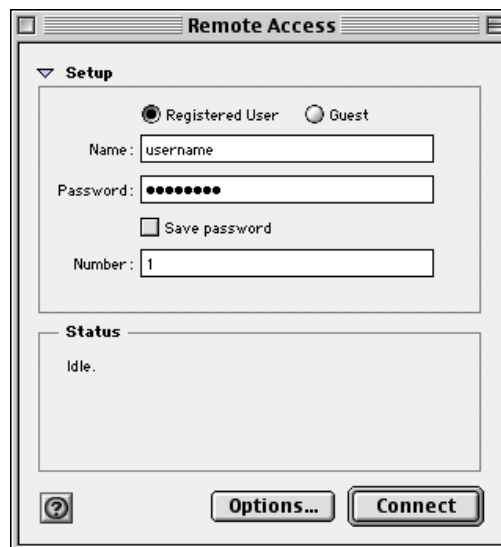 Remote Access
Setup
Registered User Guest
Name: username
Password: ●●●●●●●●
Save password
Number: 1
Status
Idle.
? Options... Connect